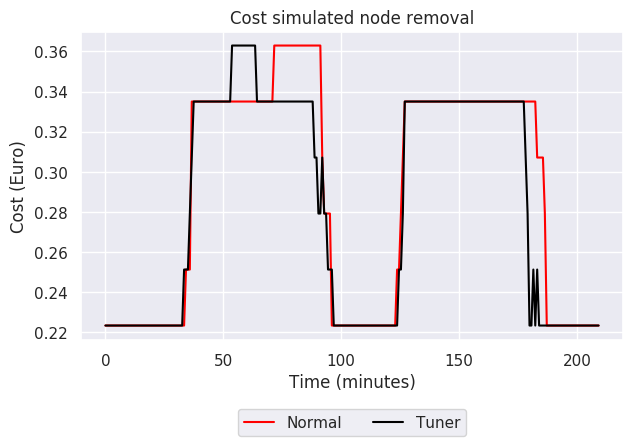 Cost simulated node removal
Cost (Euro)
0.36
0.34
0.32
0.30
0.28
0.26
0.24
0.22
0 50 100 150 200
Time (minutes)
Normal Tuner